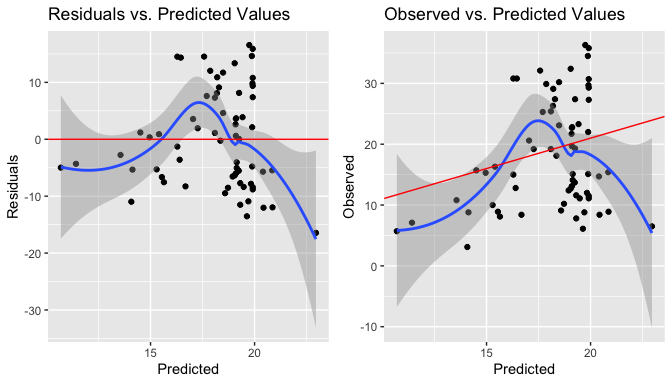 Residuals vs. Predicted Values
Residuals
10
0
-10
-20
-30
15
20
Predicted
Observed vs. Predicted Values
Observed
30
20
10
0
-10
15
20
Predicted